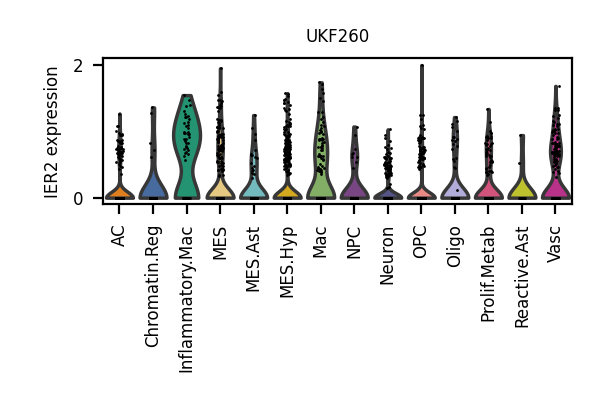 UKF260
IER2 expression
2
0
AC
Chromatin.Reg
Inflammatory.Mac
MES
MES.Ast
MES.Hyp
Mac
NPC
Neuron
OPC
Oligo
Prolif.Metab
Reactive.Ast
Vasc